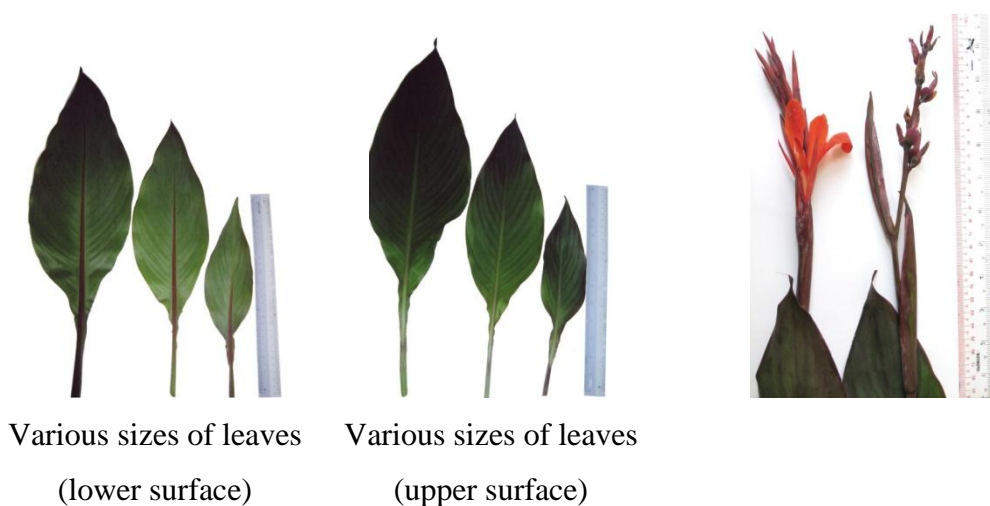 Various sizes of leaves
(lower surface)
Various sizes of leaves
(upper surface)